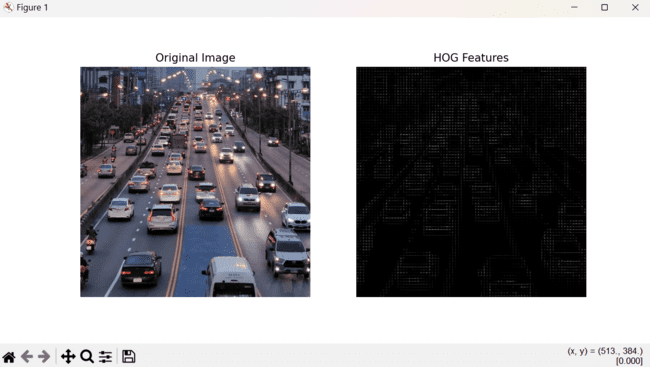 Figure 1
Original Image
HOG Features
(x, y) = (513., 384.)
[0.000]